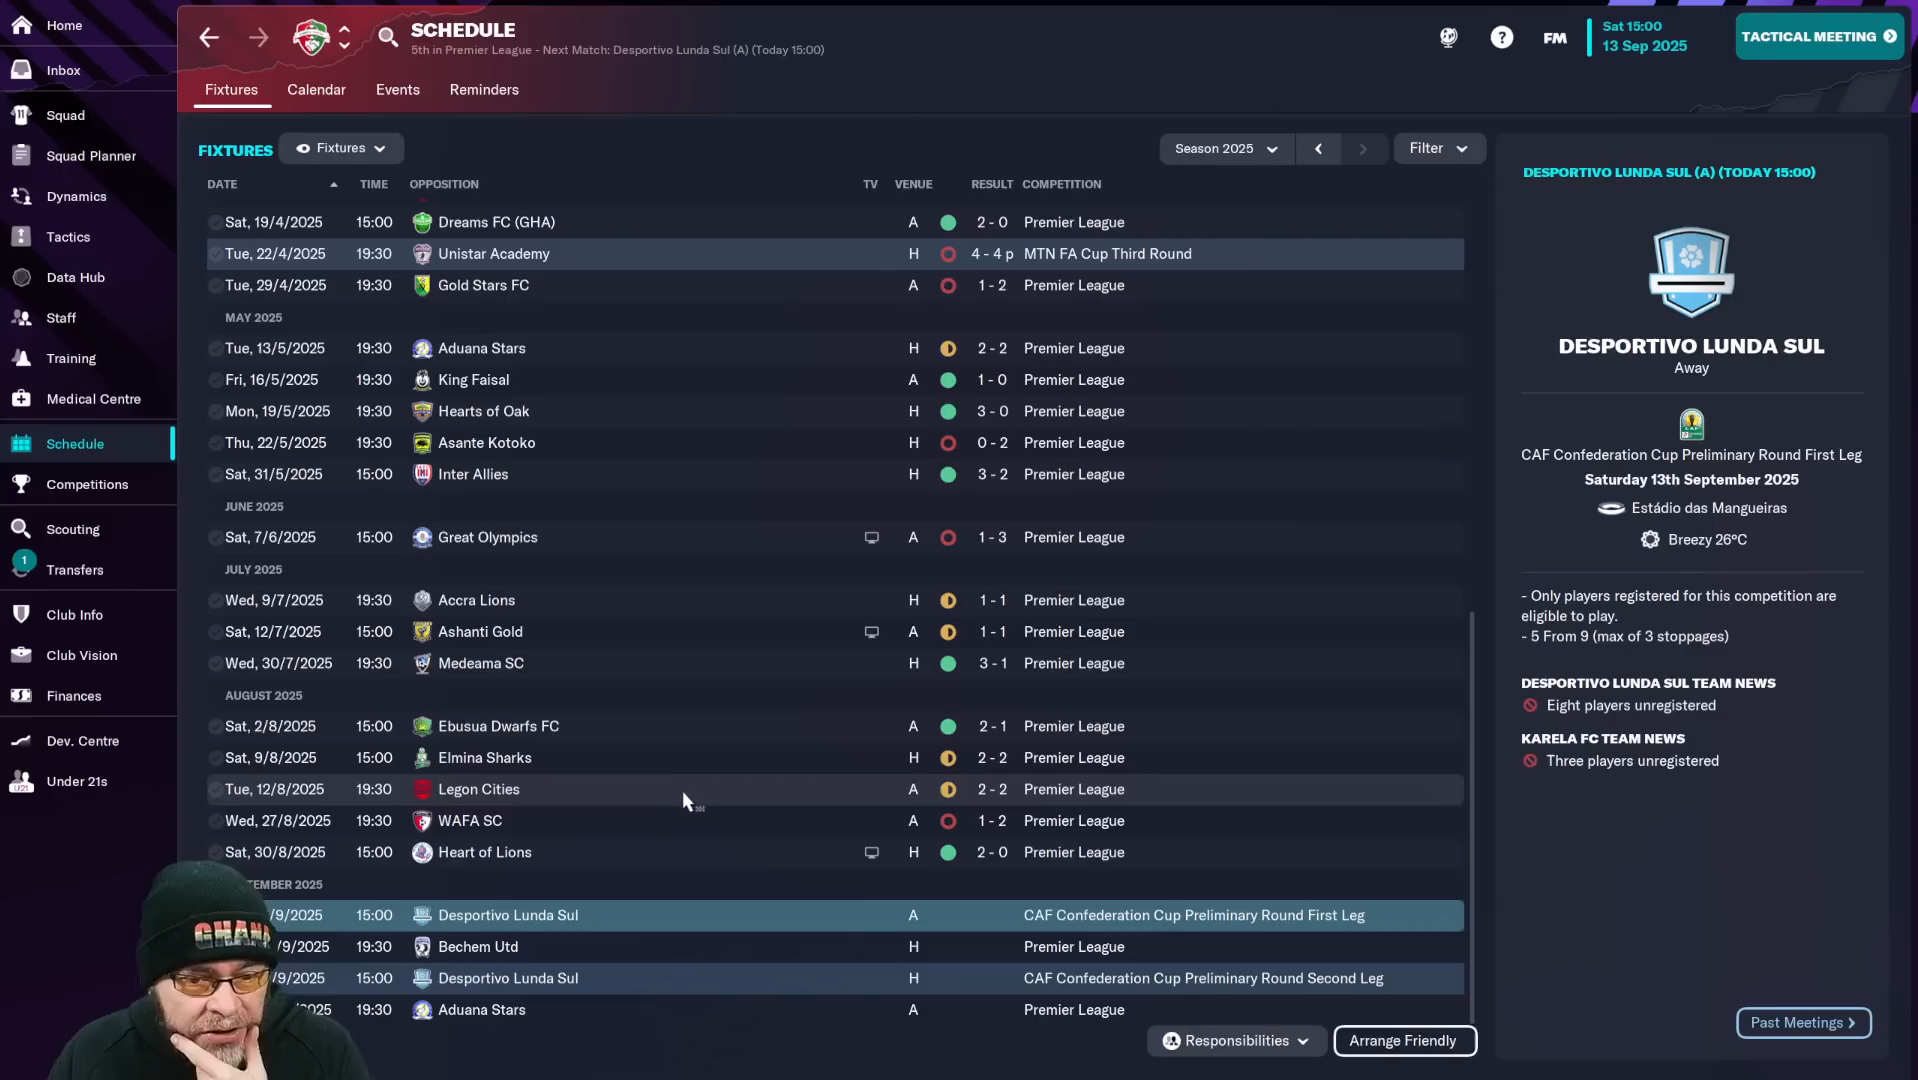 Home
SCHEDULE
5th in Premier League - Next Match: Desportivo Lunda Sul (A) (Today 15:00)
FM
Sat 15:00
13 Sep 2025
TACTICAL MEETING
Inbox
Fixtures
Calendar
Events
Reminders
Squad
Squad Planner
Dynamics
Tactics
Data Hub
Staff
Training
Medical Centre
Schedule
Competitions
Scouting
1
Transfers
Club Info
Club Vision
Finances
Dev. Centre
U21
Under 21s
FIXTURES
Fixtures
Season 2025
Filter
DATE TIME OPPOSITION TV VENUE RESULT COMPETITION
Sat, 19/4/2025 15:00 Dreams FC (GHA) A 2 - 0 Premier League
Tue, 22/4/2025 19:30 Unistar Academy H 4 - 4 p MTN FA Cup Third Round
Tue, 29/4/2025 19:30 Gold Stars FC A 1 - 2 Premier League
MAY 2025
Tue, 13/5/2025 19:30 Aduana Stars H 2 - 2 Premier League
Fri, 16/5/2025 19:30 King Faisal A 1 - 0 Premier League
Mon, 19/5/2025 19:30 Hearts of Oak H 3 - 0 Premier League
Thu, 22/5/2025 19:30 Asante Kotoko H 0 - 2 Premier League
Sat, 31/5/2025 15:00 Inter Allies H 3 - 2 Premier League
JUNE 2025
Sat, 7/6/2025 15:00 Great Olympics A 1 - 3 Premier League
JULY 2025
Wed, 9/7/2025 19:30 Accra Lions H 1 - 1 Premier League
Sat, 12/7/2025 15:00 Ashanti Gold A 1 - 1 Premier League
Wed, 30/7/2025 19:30 Medeama SC H 3 - 1 Premier League
AUGUST 2025
Sat, 2/8/2025 15:00 Ebusua Dwarfs FC A 2 - 1 Premier League
Sat, 9/8/2025 15:00 Elmina Sharks H 2 - 2 Premier League
Tue, 12/8/2025 19:30 Legon Cities A 2 - 2 Premier League
Wed, 27/8/2025 19:30 WAFA SC A 1 - 2 Premier League
Sat, 30/8/2025 15:00 Heart of Lions H 2 - 0 Premier League
TEMBER 2025
/9/2025 15:00 Desportivo Lunda Sul A CAF Confederation Cup Preliminary Round First Leg
/9/2025 19:30 Bechem Utd H Premier League
/9/2025 15:00 Desportivo Lunda Sul H CAF Confederation Cup Preliminary Round Second Leg
/2025 19:30 Aduana Stars A Premier League
Responsibilities
Arrange Friendly
DESPORTIVO LUNDA SUL (A) (TODAY 15:00)
DESPORTIVO LUNDA SUL
Away
CAF
CAF Confederation Cup Preliminary Round First Leg
Saturday 13th September 2025
Estádio das Mangueiras
Breezy 26°C
- Only players registered for this competition are
eligible to play.
- 5 From 9 (max of 3 stoppages)
DESPORTIVO LUNDA SUL TEAM NEWS
Eight players unregistered
KARELA FC TEAM NEWS
Three players unregistered
Past Meetings
GHANA